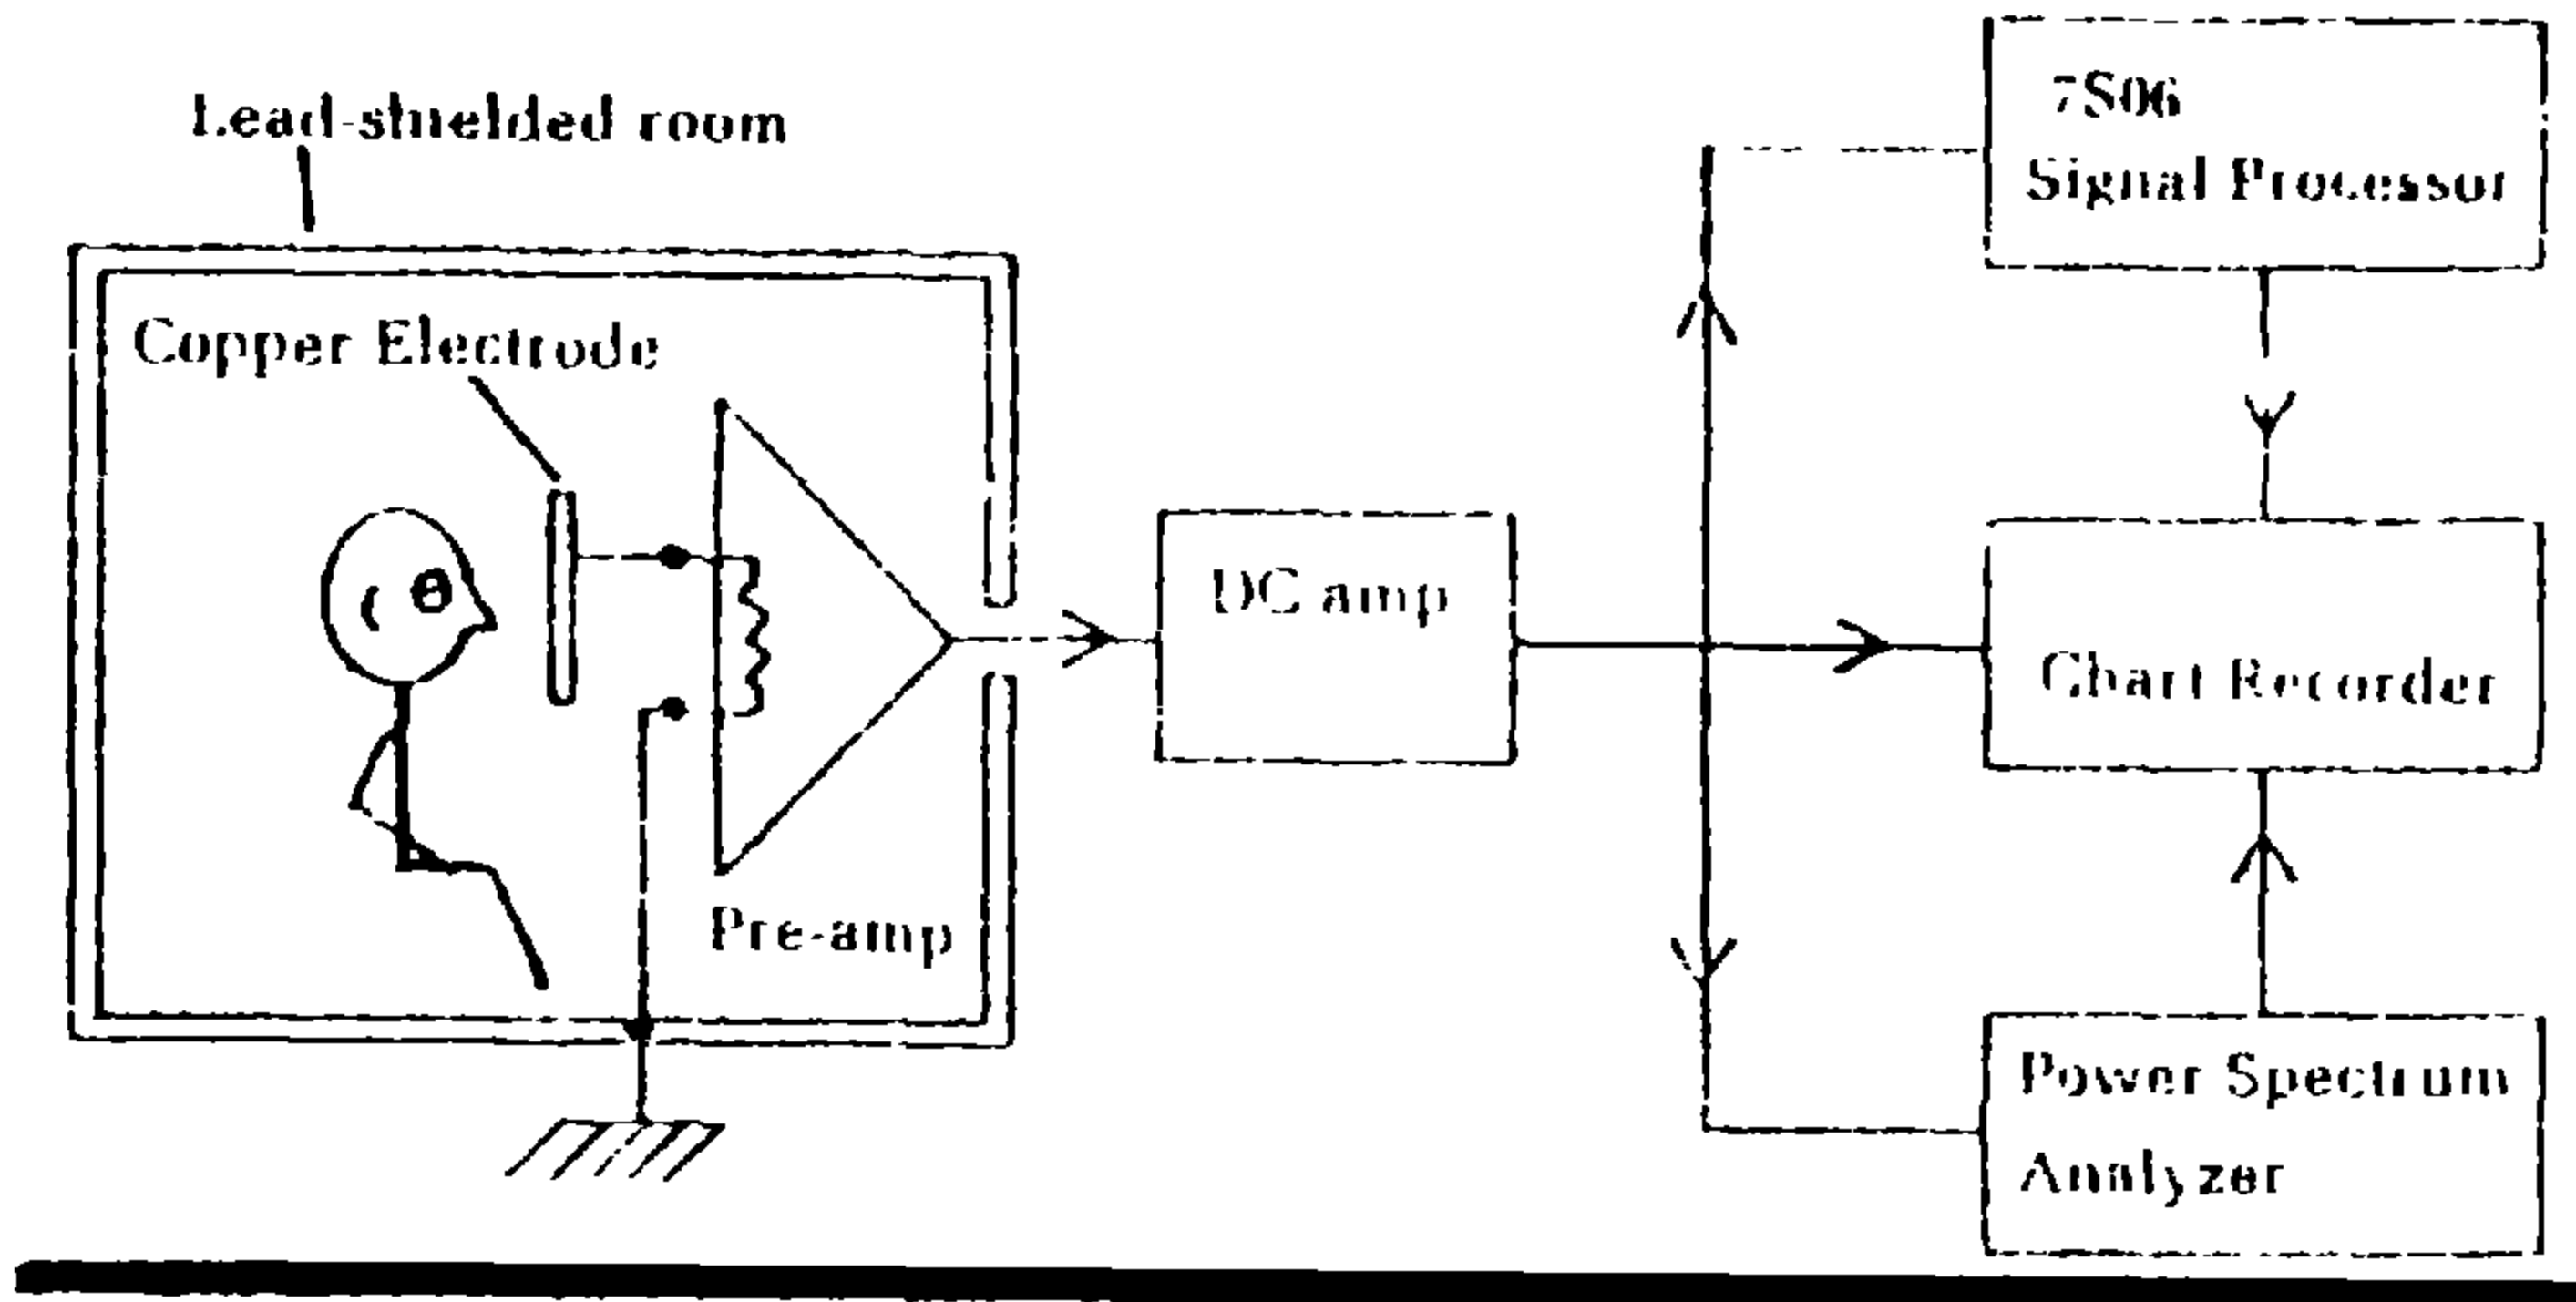 Lead-shielded room
Copper Electrode
Pre-amp
DC amp
7S06
Signal Processor
Chart Recorder
Power Spectrum
Analyzer